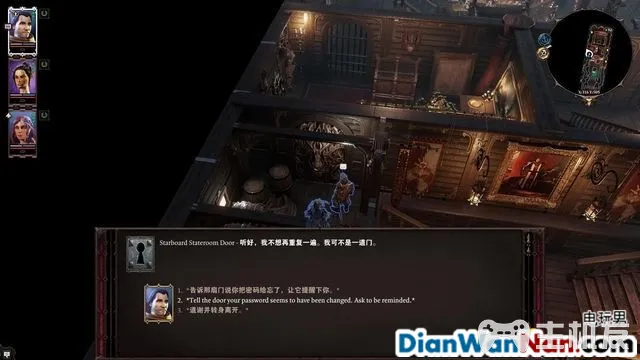 Starboard Stateroom Door - 听好，我不想再重复一遍。我可不是一道门。
1. "告诉那扇门说你把密码给忘了，让它提醒下你。"
2. *Tell the door your password seems to have been changed. Ask to be reminded.*
3. "道谢并转身离开。"
电玩男
DianWanNan.com